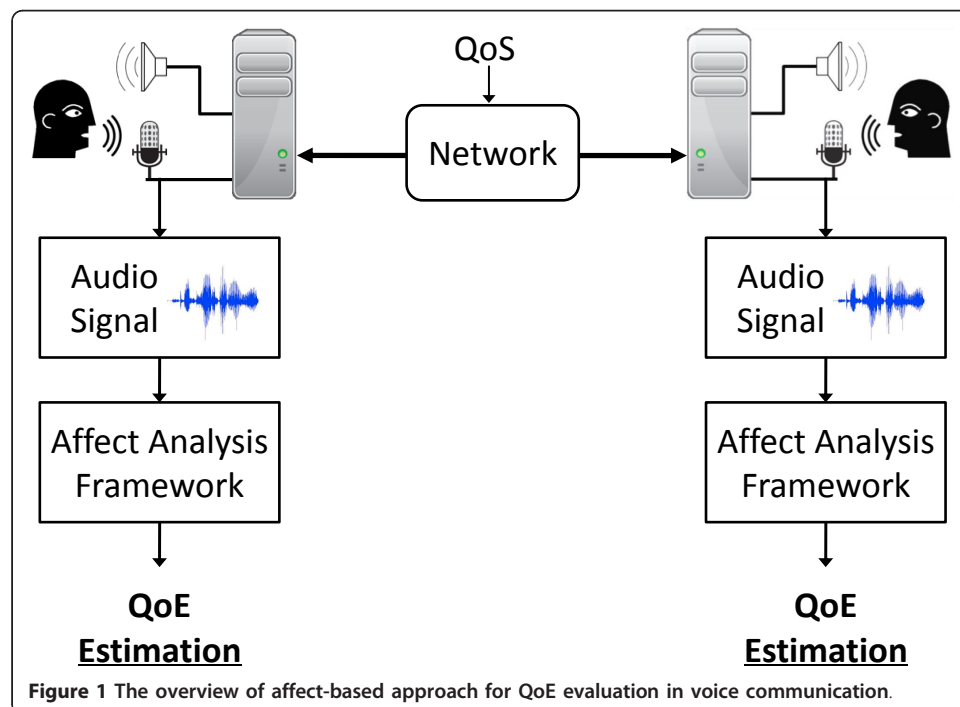 QoS
Network
Audio
Signal
Audio
Signal
Affect Analysis
Framework
Affect Analysis
Framework
QoE
Estimation
QoE
Estimation
Figure 1 The overview of affect-based approach for QoE evaluation in voice communication.